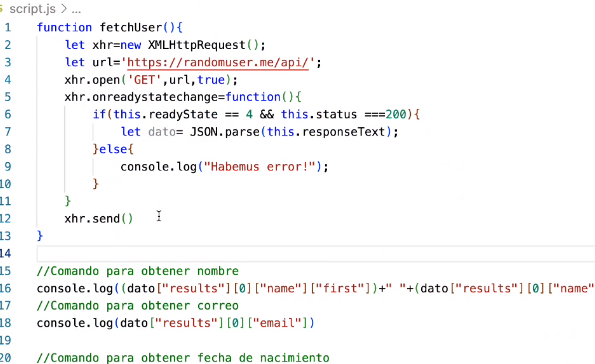 script.js > ...
1 function fetchUser(){
2 let xhr=new XMLHttpRequest();
3 let url='https://randomuser.me/api/';
4 xhr.open('GET',url,true);
5 xhr.onreadystatechange=function(){
6 if(this.readyState == 4 && this.status ===200){
7 let dato= JSON.parse(this.responseText);
8 }else{
9 console.log("Habemus error!");
10 }
11 }
12 xhr.send()
13 }
14
15 //Comando para obtener nombre
16 console.log((dato["results"][0]["name"]["first"])+" "+(dato["results"][0]["name"
17 //Comando para obtener correo
18 console.log(dato["results"][0]["email"])
19
20 //Comando para obtener fecha de nacimiento